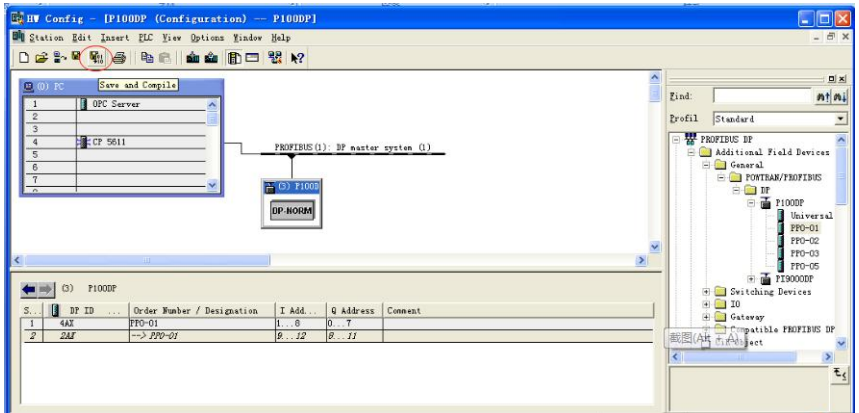 HW Config - [P100DP (Configuration) -- P100DP]
Station Edit Insert PLC View Options Window Help
(0) PC
Save and Compile
1 OPC Server
2
3
4 CP 5611
5
6
7
PROFIBUS(1): DP master system (1)
(3) P100D
DP-NORM
Find:
Profil Standard
PROFIBUS DP
Additional Field Devices
General
POWTRAN/PROFIBUS
DP
P100DP
Universal
PPO-01
PPO-02
PPO-03
PPO-05
PI9000DP
Switching Devices
IO
Gateway
Compatible PROFIBUS DP
截图(Alt + A)
(3) P100DP
S... DP ID ... Order Number / Designation I Add... Q Address Comment
1 4AX PPO-01 1...8 0...7
2 2AX --> PPO-01 9...12 8...11